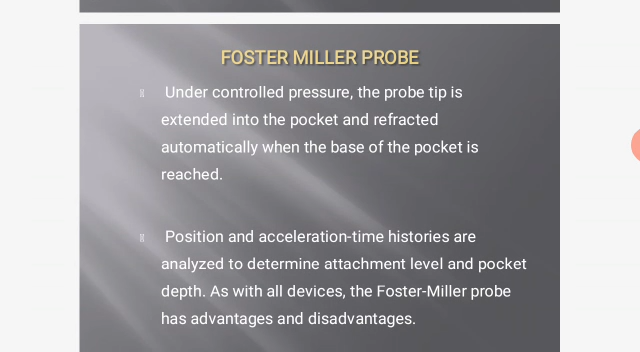 FOSTER MILLER PROBE
Under controlled pressure, the probe tip is
extended into the pocket and refracted
automatically when the base of the pocket is
reached.
Position and acceleration-time histories are
analyzed to determine attachment level and pocket
depth. As with all devices, the Foster-Miller probe
has advantages and disadvantages.